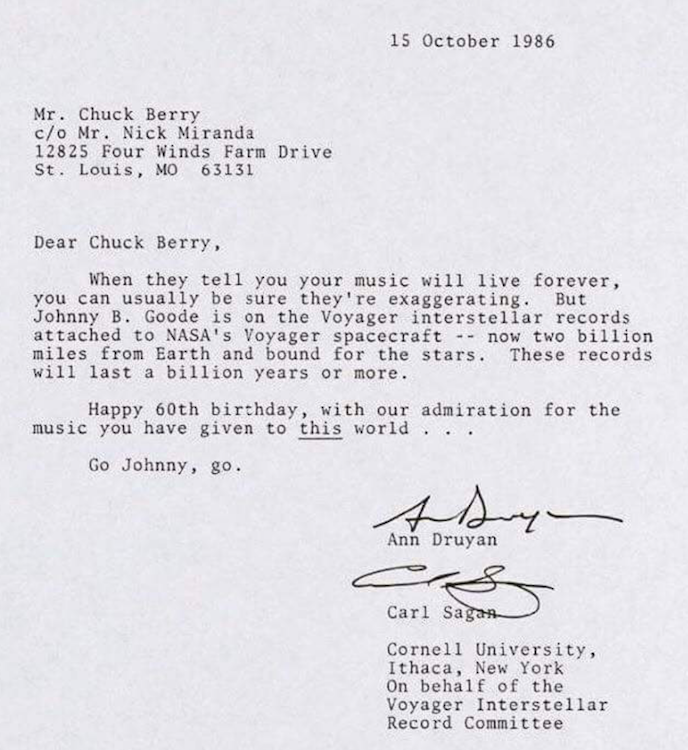 15 October 1986
Mr. Chuck Berry
c/o Mr. Nick Miranda
12825 Four Winds Farm Drive
St. Louis, MO  63131
Dear Chuck Berry,
When they tell you your music will live forever,
you can usually be sure they're exaggerating.  But
Johnny B. Goode is on the Voyager interstellar records
attached to NASA's Voyager spacecraft -- now two billion
miles from Earth and bound for the stars.  These records
will last a billion years or more.
Happy 60th birthday, with our admiration for the
music you have given to this world . . .
Go Johnny, go.
Ann Druyan
Carl Sagan
Cornell University,
Ithaca, New York
On behalf of the
Voyager Interstellar
Record Committee